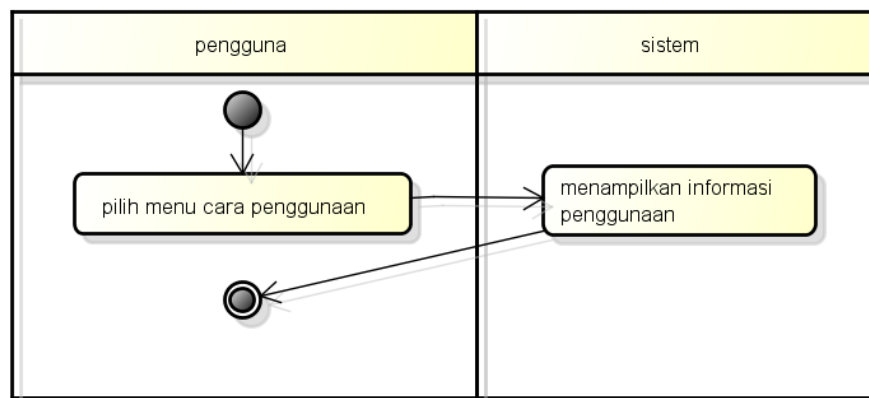 pengguna
sistem
pilih menu cara penggunaan
menampilkan informasi
penggunaan